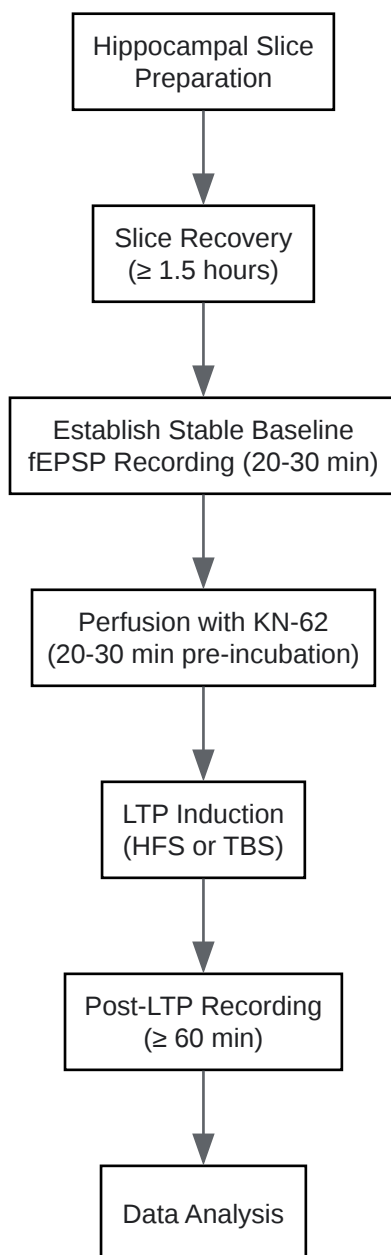 Hippocampal Slice
Preparation
Slice Recovery
(≥ 1.5 hours)
Establish Stable Baseline
fEPSP Recording (20-30 min)
Perfusion with KN-62
(20-30 min pre-incubation)
LTP Induction
(HFS or TBS)
Post-LTP Recording
(≥ 60 min)
Data Analysis